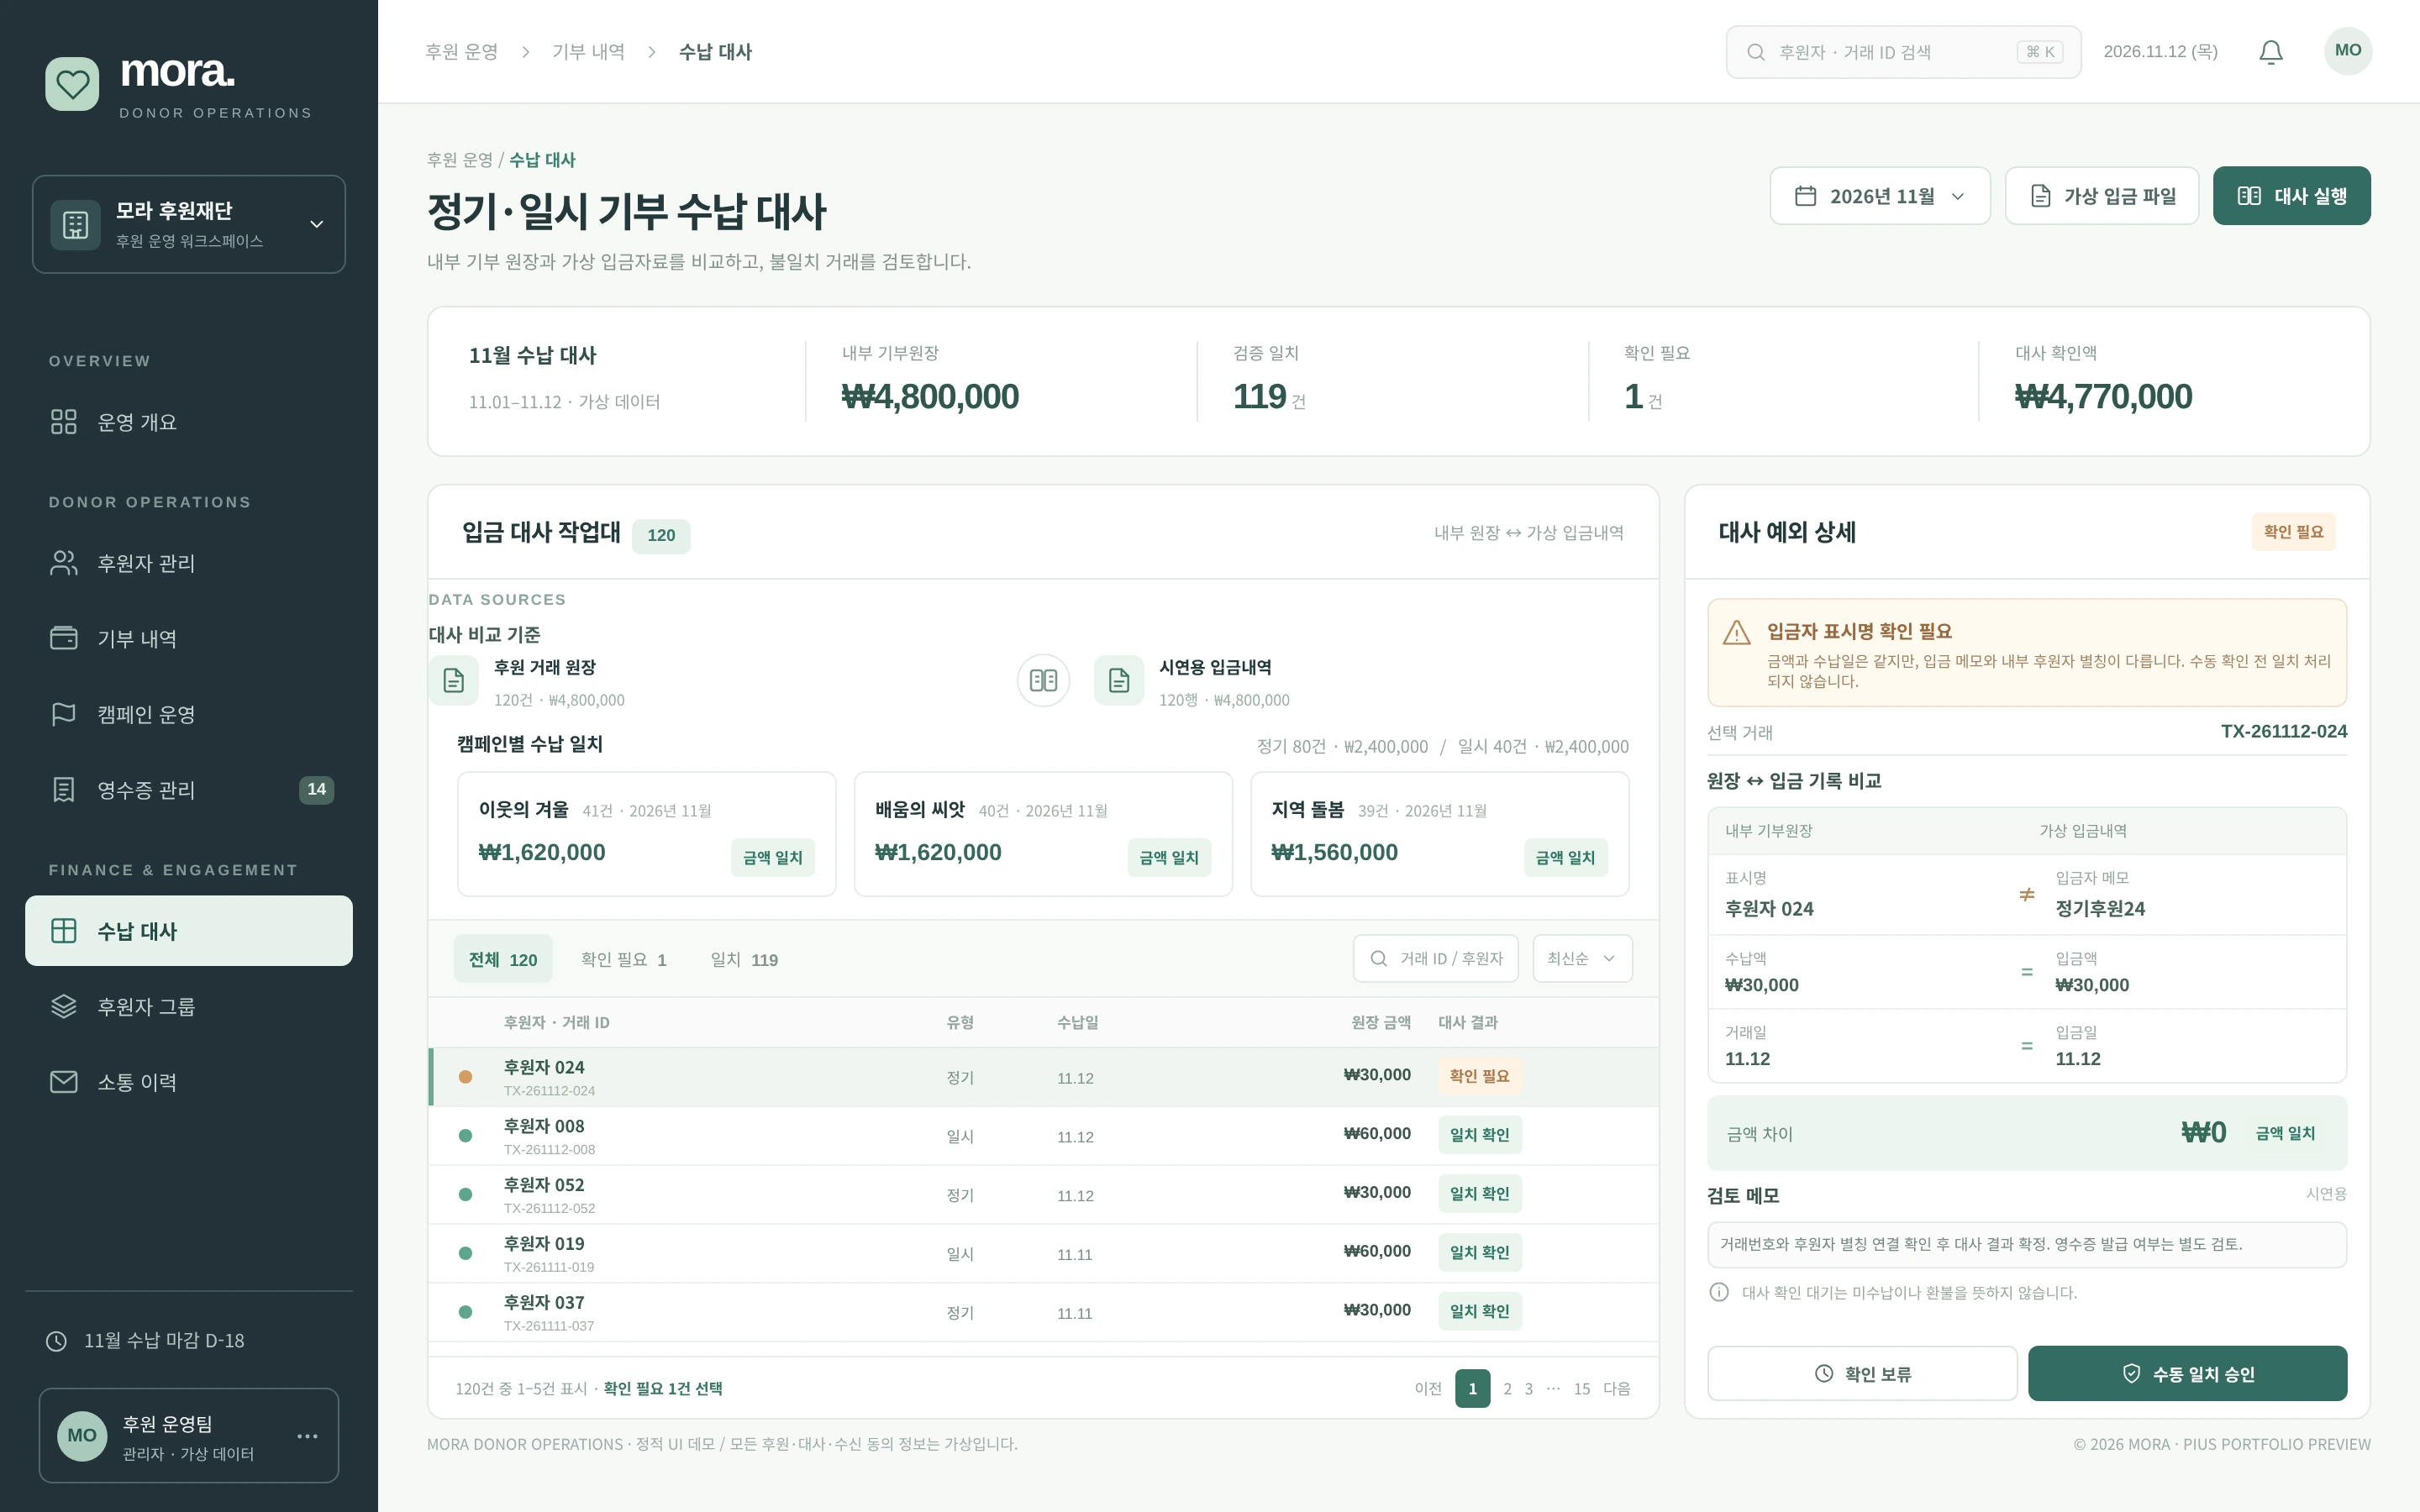 mora.
DONOR OPERATIONS
모라 후원재단
후원 운영 워크스페이스
OVERVIEW
운영 개요
DONOR OPERATIONS
후원자 관리
기부 내역
캠페인 운영
영수증 관리 14
FINANCE & ENGAGEMENT
수납 대사
후원자 그룹
소통 이력
11월 수납 마감 D-18
MO 후원 운영팀 ···
관리자 · 가상 데이터
후원 운영 > 기부 내역 > 수납 대사
후원자 · 거래 ID 검색 ⌘ K 2026.11.12 (목) MO
후원 운영 / 수납 대사
정기·일시 기부 수납 대사
내부 기부 원장과 가상 입금자료를 비교하고, 불일치 거래를 검토합니다.
2026년 11월 가상 입금 파일 대사 실행
11월 수납 대사
11.01–11.12 · 가상 데이터
내부 기부원장
₩4,800,000
검증 일치
119 건
확인 필요
1 건
대사 확인액
₩4,770,000
입금 대사 작업대 120 내부 원장 ↔ 가상 입금내역
DATA SOURCES
대사 비교 기준
후원 거래 원장
120건 · ₩4,800,000
시연용 입금내역
120행 · ₩4,800,000
캠페인별 수납 일치 정기 80건 · ₩2,400,000 / 일시 40건 · ₩2,400,000
이웃의 겨울 41건 · 2026년 11월
₩1,620,000 금액 일치
배움의 씨앗 40건 · 2026년 11월
₩1,620,000 금액 일치
지역 돌봄 39건 · 2026년 11월
₩1,560,000 금액 일치
전체 120 확인 필요 1 일치 119 거래 ID / 후원자 최신순
후원자 · 거래 ID 유형 수납일 원장 금액 대사 결과
후원자 024 정기 11.12 ₩30,000 확인 필요
TX-261112-024
후원자 008 일시 11.12 ₩60,000 일치 확인
TX-261112-008
후원자 052 정기 11.12 ₩30,000 일치 확인
TX-261112-052
후원자 019 일시 11.11 ₩60,000 일치 확인
TX-261111-019
후원자 037 정기 11.11 ₩30,000 일치 확인
TX-261111-037
120건 중 1–5건 표시 · 확인 필요 1건 선택 이전 1 2 3 ··· 15 다음
대사 예외 상세 확인 필요
입금자 표시명 확인 필요
금액과 수납일은 같지만, 입금 메모와 내부 후원자 별칭이 다릅니다. 수동 확인 전 일치 처리
되지 않습니다.
선택 거래 TX-261112-024
원장 ↔ 입금 기록 비교
내부 기부원장 가상 입금내역
표시명 입금자 메모
후원자 024 ≠ 정기후원24
수납액 입금액
₩30,000 = ₩30,000
거래일 입금일
11.12 = 11.12
금액 차이 ₩0 금액 일치
검토 메모 시연용
거래번호와 후원자 별칭 연결 확인 후 대사 결과 확정. 영수증 발급 여부는 별도 검토.
대사 확인 대기는 미수납이나 환불을 뜻하지 않습니다.
확인 보류 수동 일치 승인
MORA DONOR OPERATIONS · 정적 UI 데모 / 모든 후원·대사·수신 동의 정보는 가상입니다. © 2026 MORA · PIUS PORTFOLIO PREVIEW